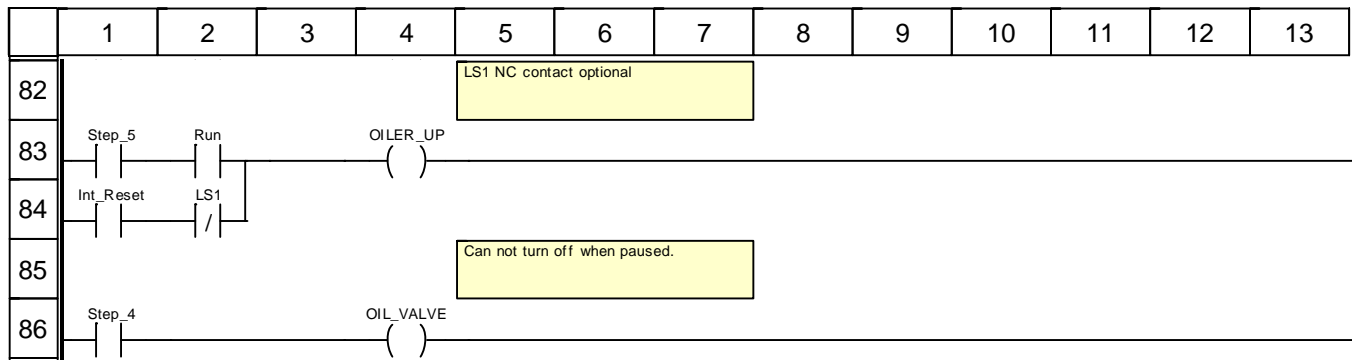 1 2 3 4 5 6 7 8 9 10 11 12 13
82 LS1 NC contact optional
83 Step_5 Run OILER_UP
84 Int_Reset LS1
/
85 Can not turn off when paused.
86 Step_4 OIL_VALVE